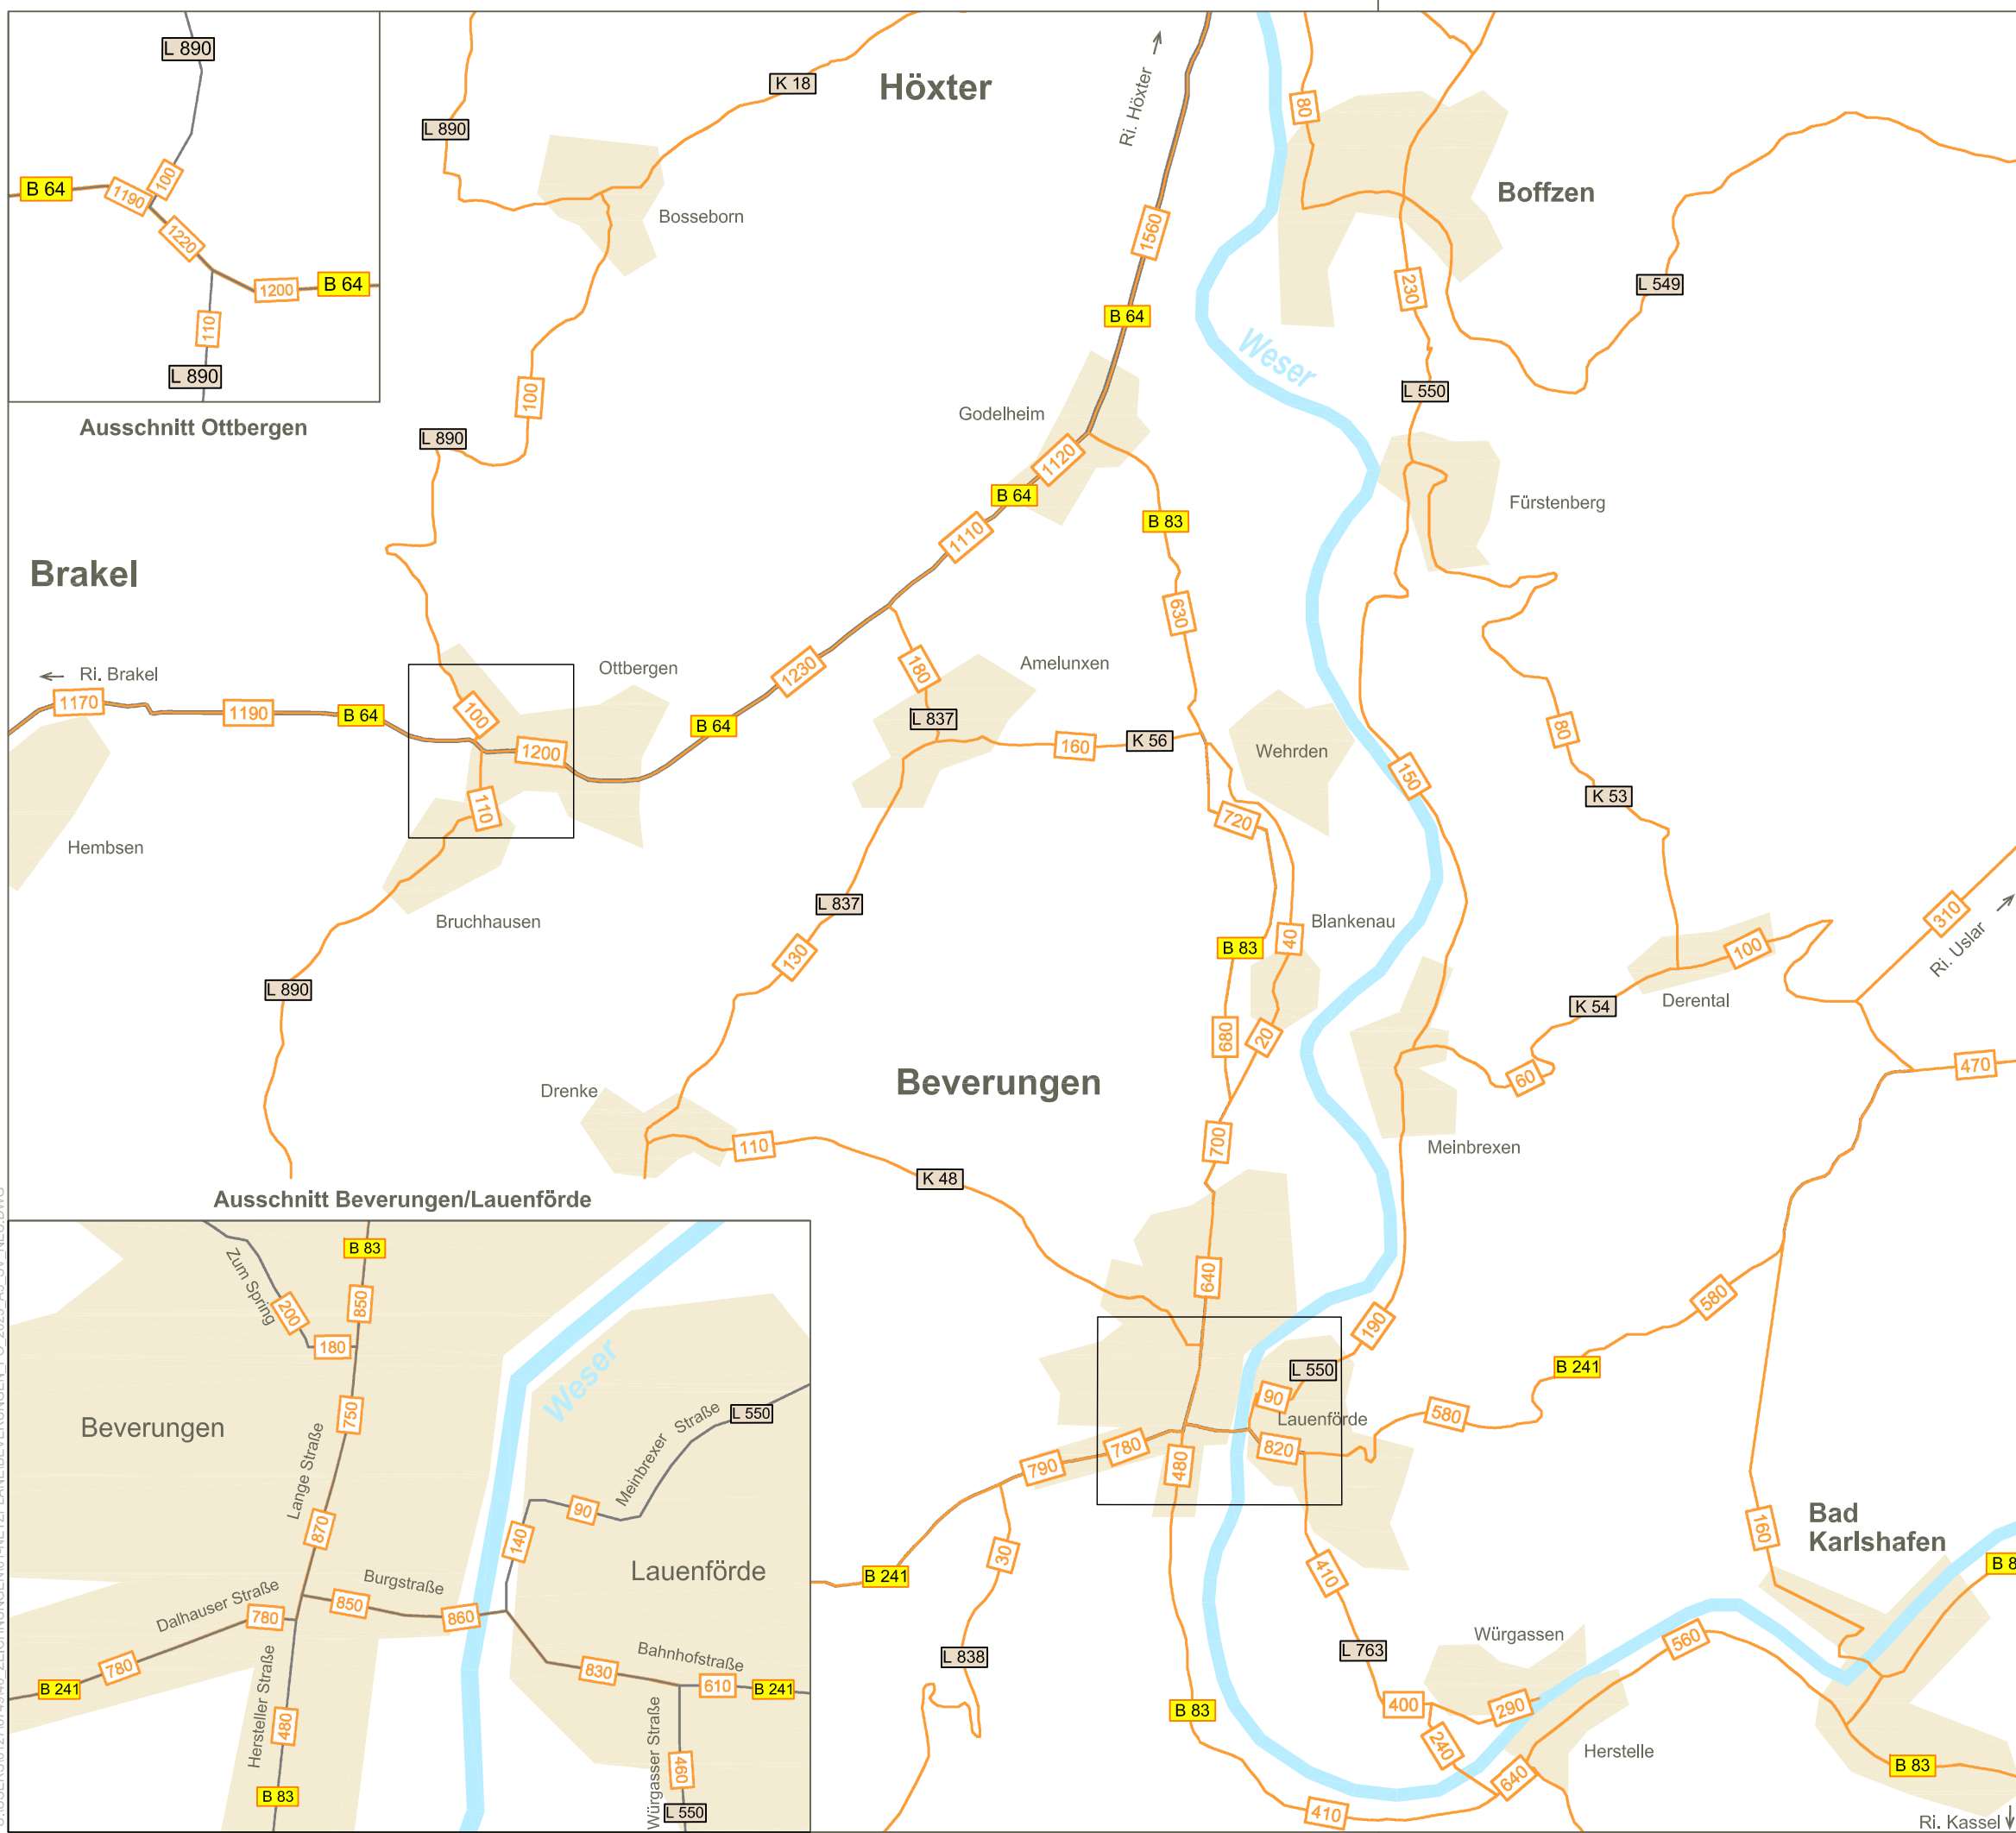 L 890
B 64
100
1190
1220
1200
B 64
110
L 890
Ausschnitt Ottbergen
L 890
K 18
Höxter
Ri. Höxter
80
Boffzen
Bosseborn
1560
230
L 549
B 64
Weser
L 550
100
Godelheim
L 890
1120
B 64
Fürstenberg
B 83
1110
Brakel
630
Ri. Brakel
Ottbergen
Amelunxen
180
1230
1170
1190
B 64
100
B 64
L 837
80
160
K 56
Wehrden
1200
150
K 53
110
720
Hembsen
L 837
Bruchhausen
130
B 83
40
Blankenau
310
Ri. Uslar
100
L 890
K 54
Derental
680
20
60
470
Drenke
Beverungen
110
700
Meinbrexen
K 48
Ausschnitt Beverungen/Lauenförde
B 83
Zum Spring
200
850
180
Weser
Beverungen
750
Lange Straße
Meinbrexer Straße
L 550
870
140
90
Lauenförde
Burgstraße
Dalhauser Straße
780
850
860
780
B 241
Bahnhofstraße
830
610
B 241
Hersteller Straße
480
Würgasser Straße
460
B 83
L 550
640
580
190
B 241
L 550
90
580
Lauenförde
780
820
790
480
Bad
Karlshafen
160
30
410
B 241
B 8
L 838
L 763
Würgassen
560
400
290
B 83
240
Herstelle
640
B 83
410
Ri. Kassel